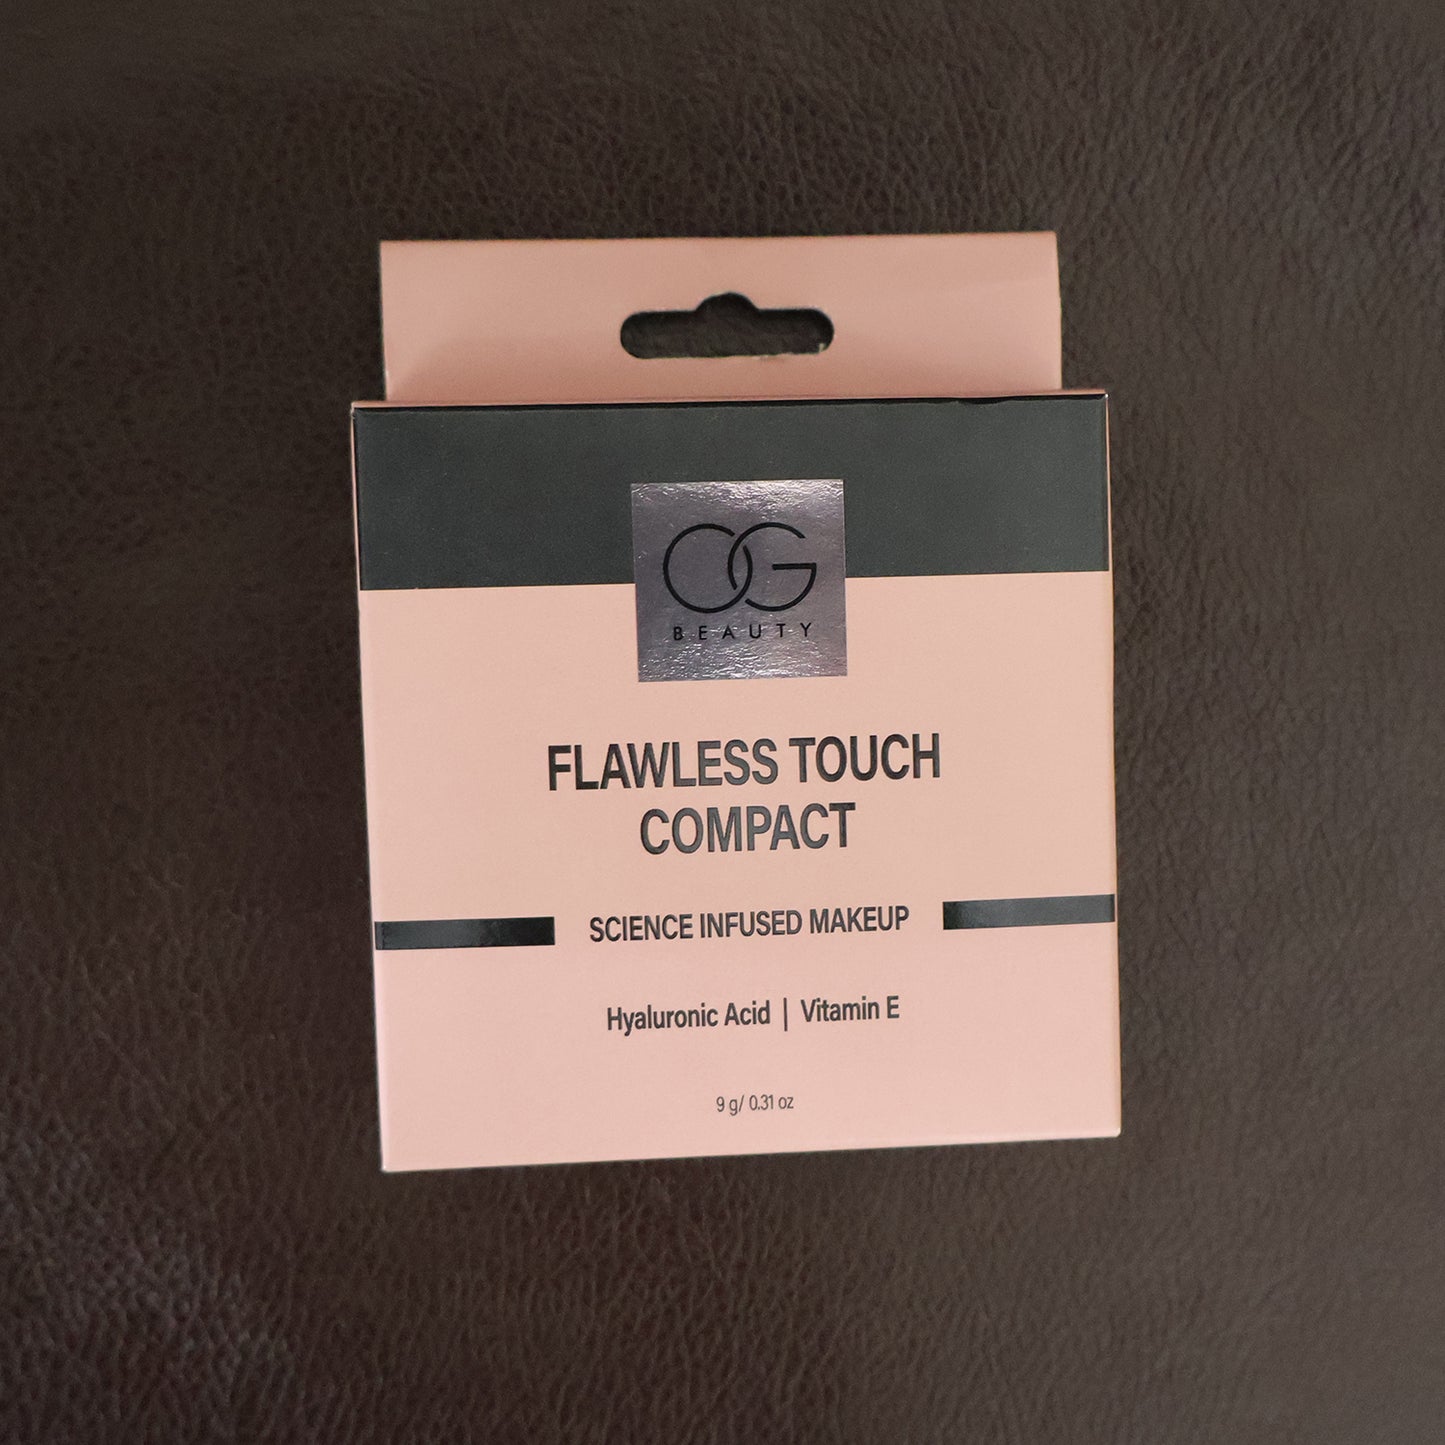 OG
BEAUTY
FLAWLESS TOUCH
COMPACT
SCIENCE INFUSED MAKEUP
Hyaluronic Acid | Vitamin E
9 g/ 0.31 oz